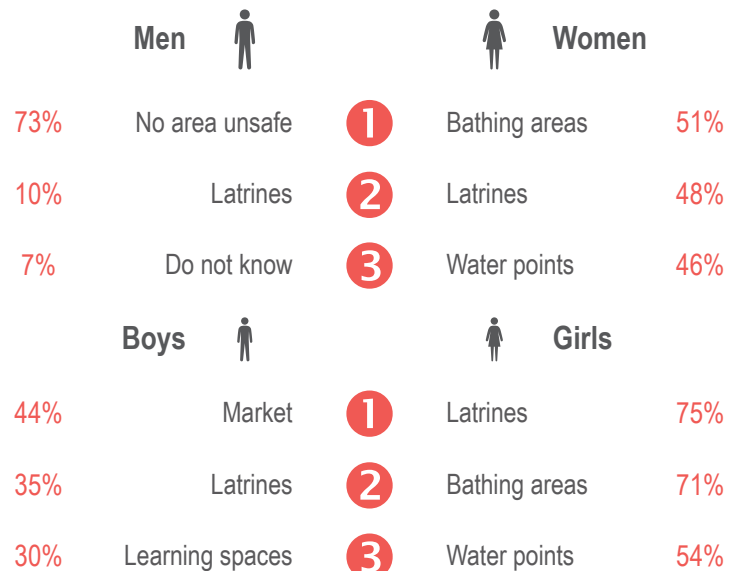 Men Women
73% No area unsafe 1 Bathing areas 51%
10% Latrines 2 Latrines 48%
7% Do not know 3 Water points 46%
Boys Girls
44% Market 1 Latrines 75%
35% Latrines 2 Bathing areas 71%
30% Learning spaces 3 Water points 54%